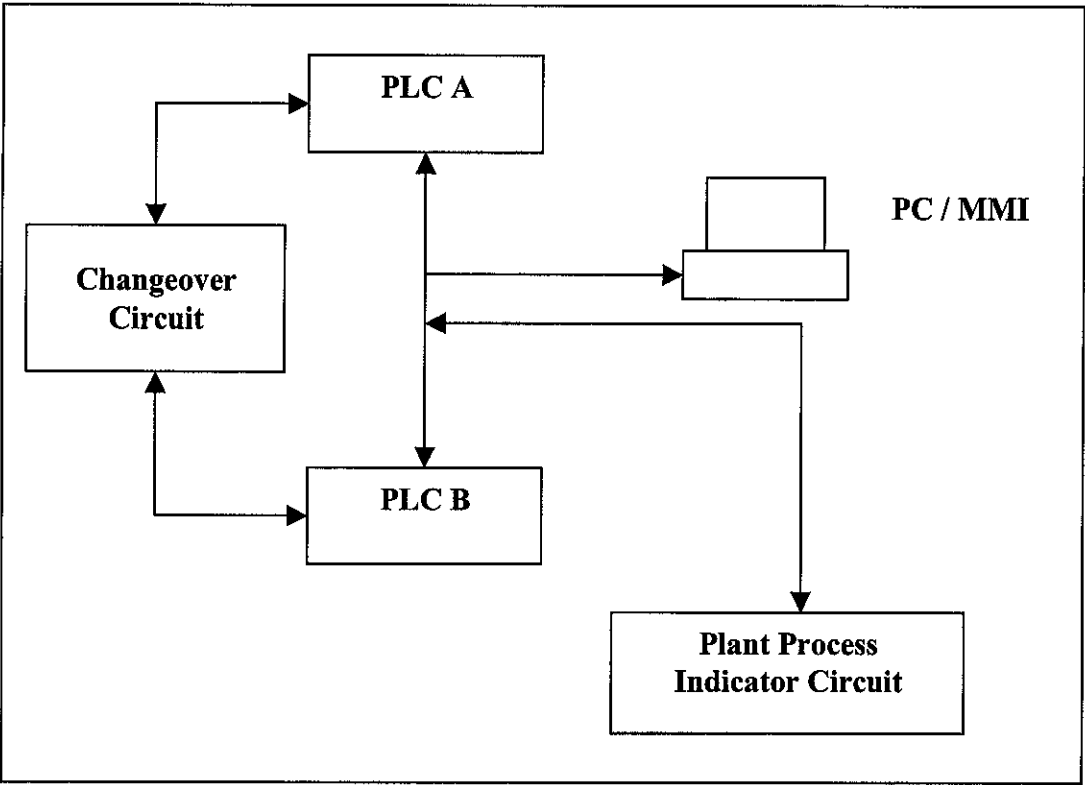 PLC A
PC / MMI
Changeover
Circuit
PLC B
Plant Process
Indicator Circuit